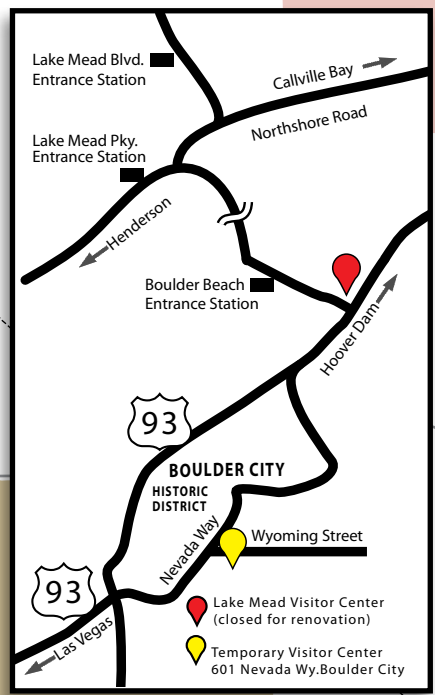 Lake Mead Blvd.
Entrance Station
Callville Bay
Northshore Road
Lake Mead Pky.
Entrance Station
Henderson
Boulder Beach
Entrance Station
Hoover Dam
93
BOULDER CITY
HISTORIC
DISTRICT
Nevada Way
Wyoming Street
93
Las Vegas
Lake Mead Visitor Center
(closed for renovation)
Temporary Visitor Center
601 Nevada Wy.Boulder City